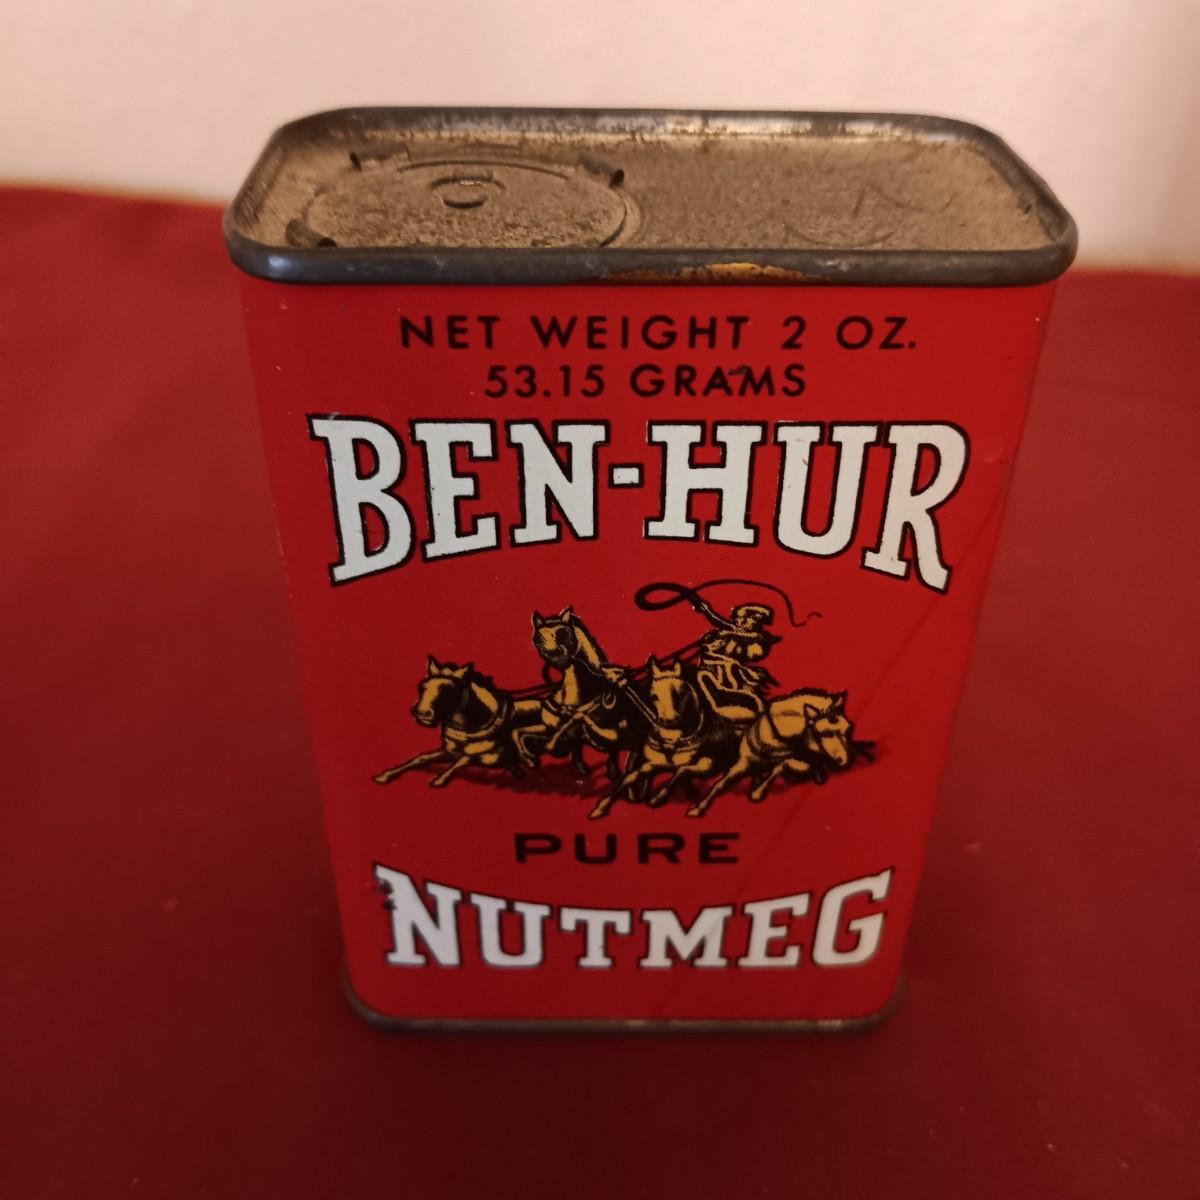 NET WEIGHT 2 OZ.
53.15 GRAMS
BEN-HUR
PURE
NUTMEG